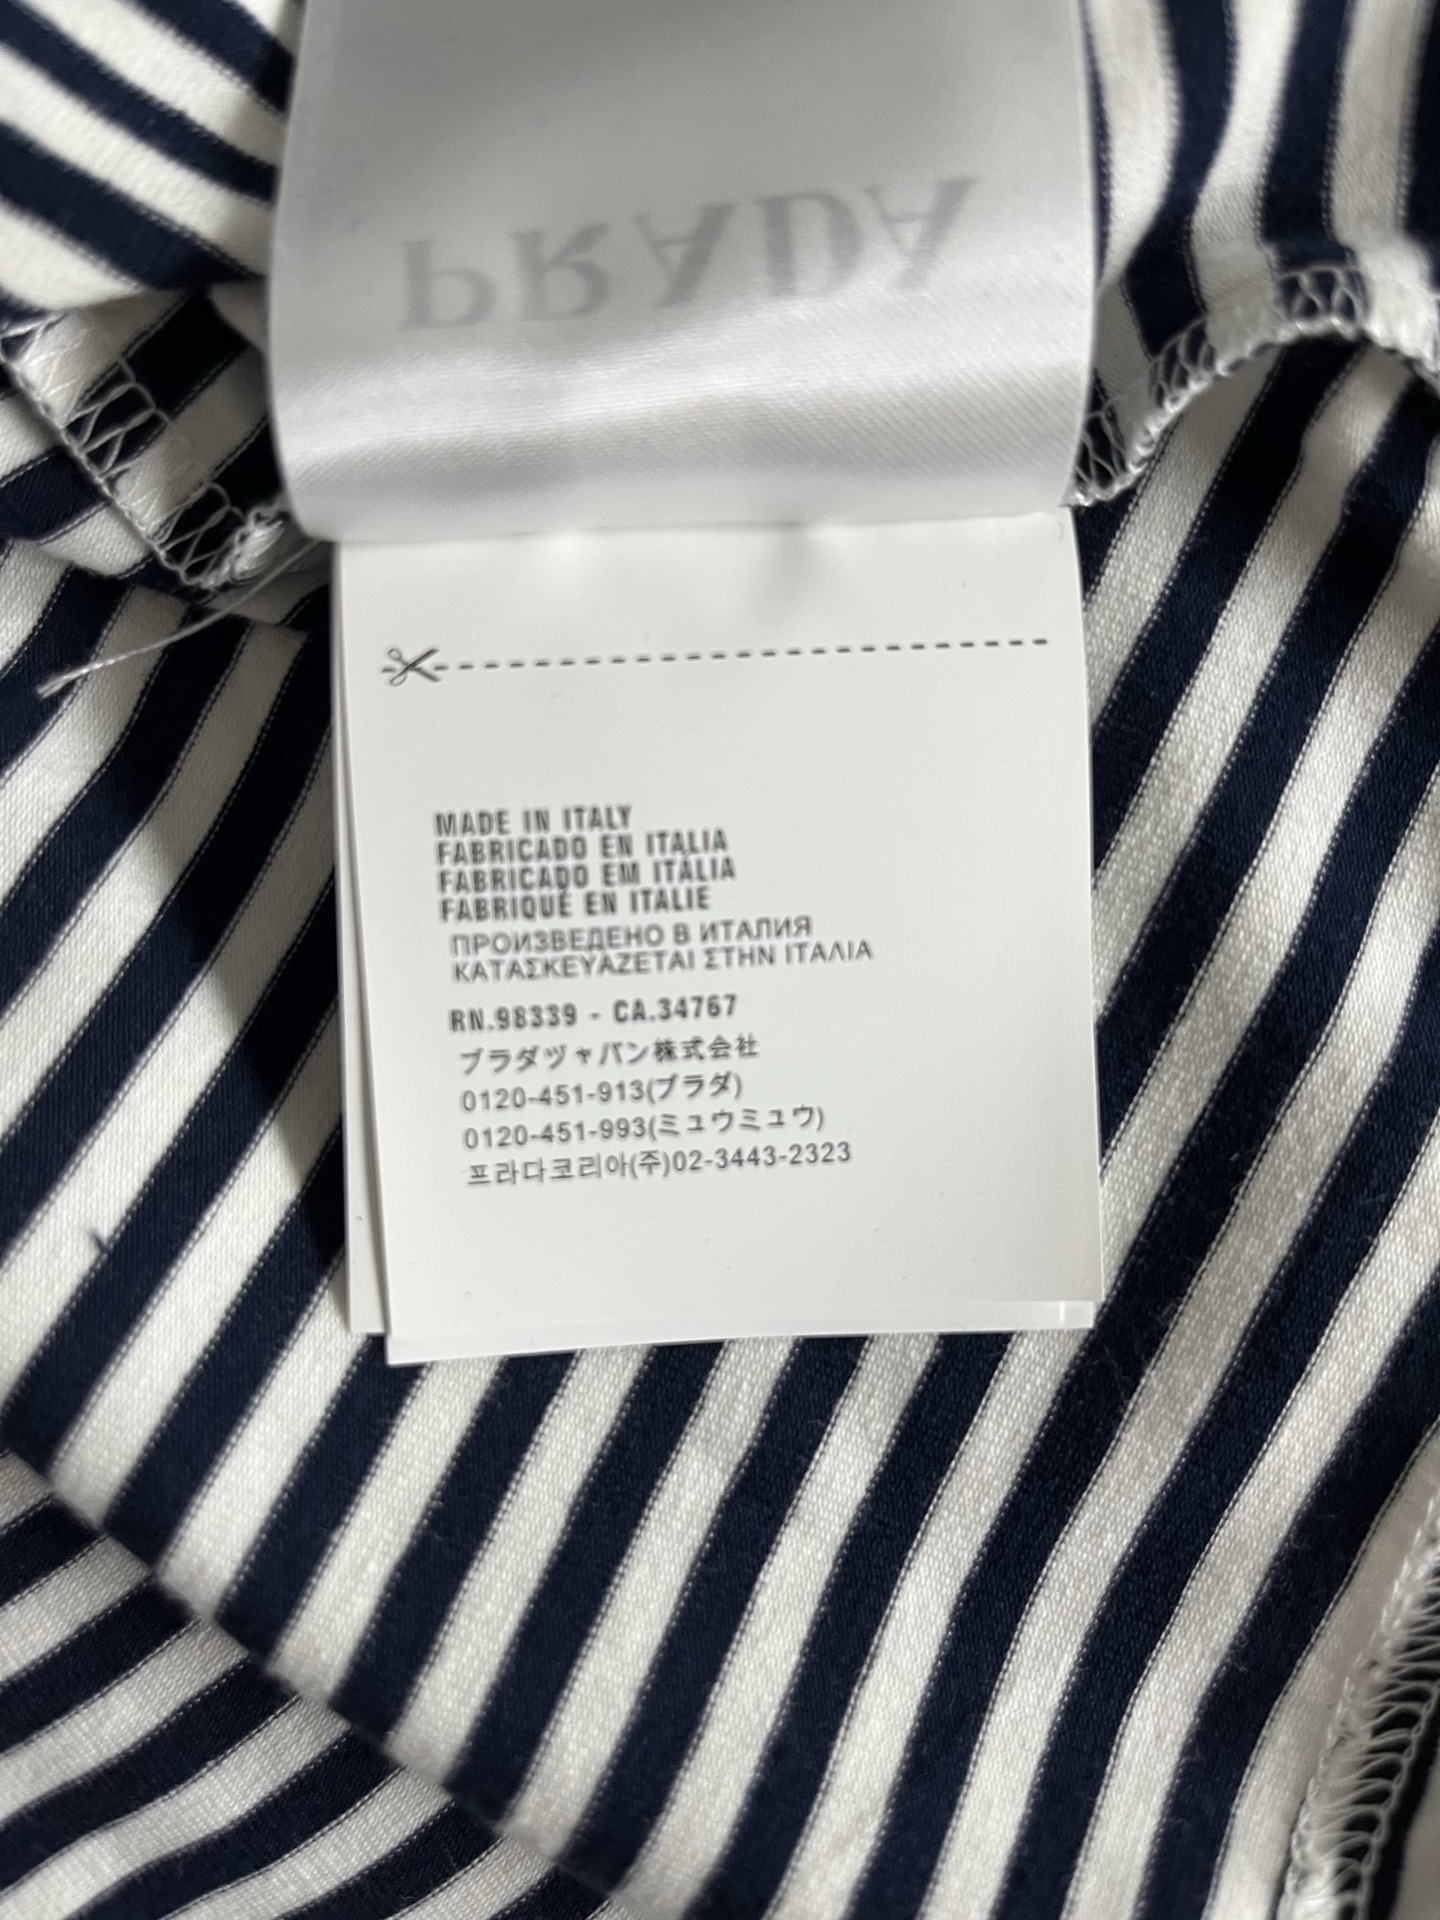 PRADA
MADE IN ITALY
FABRICADO EN ITALIA
FABRICADO EM ITÁLIA
FABRIQUÉ EN ITALIE
ПРОИЗВЕДЕНО В ИТАЛИЯ
ΚΑΤΑΣΚΕΥΑΖΕΤΑΙ ΣΤΗΝ ΙΤΑΛΙΑ
RN.98339 - CA.34767
プラダヅャパン株式会社
0120-451-913(プラダ)
0120-451-993(ミュウミュウ)
프라다코리아(주)02-3443-2323